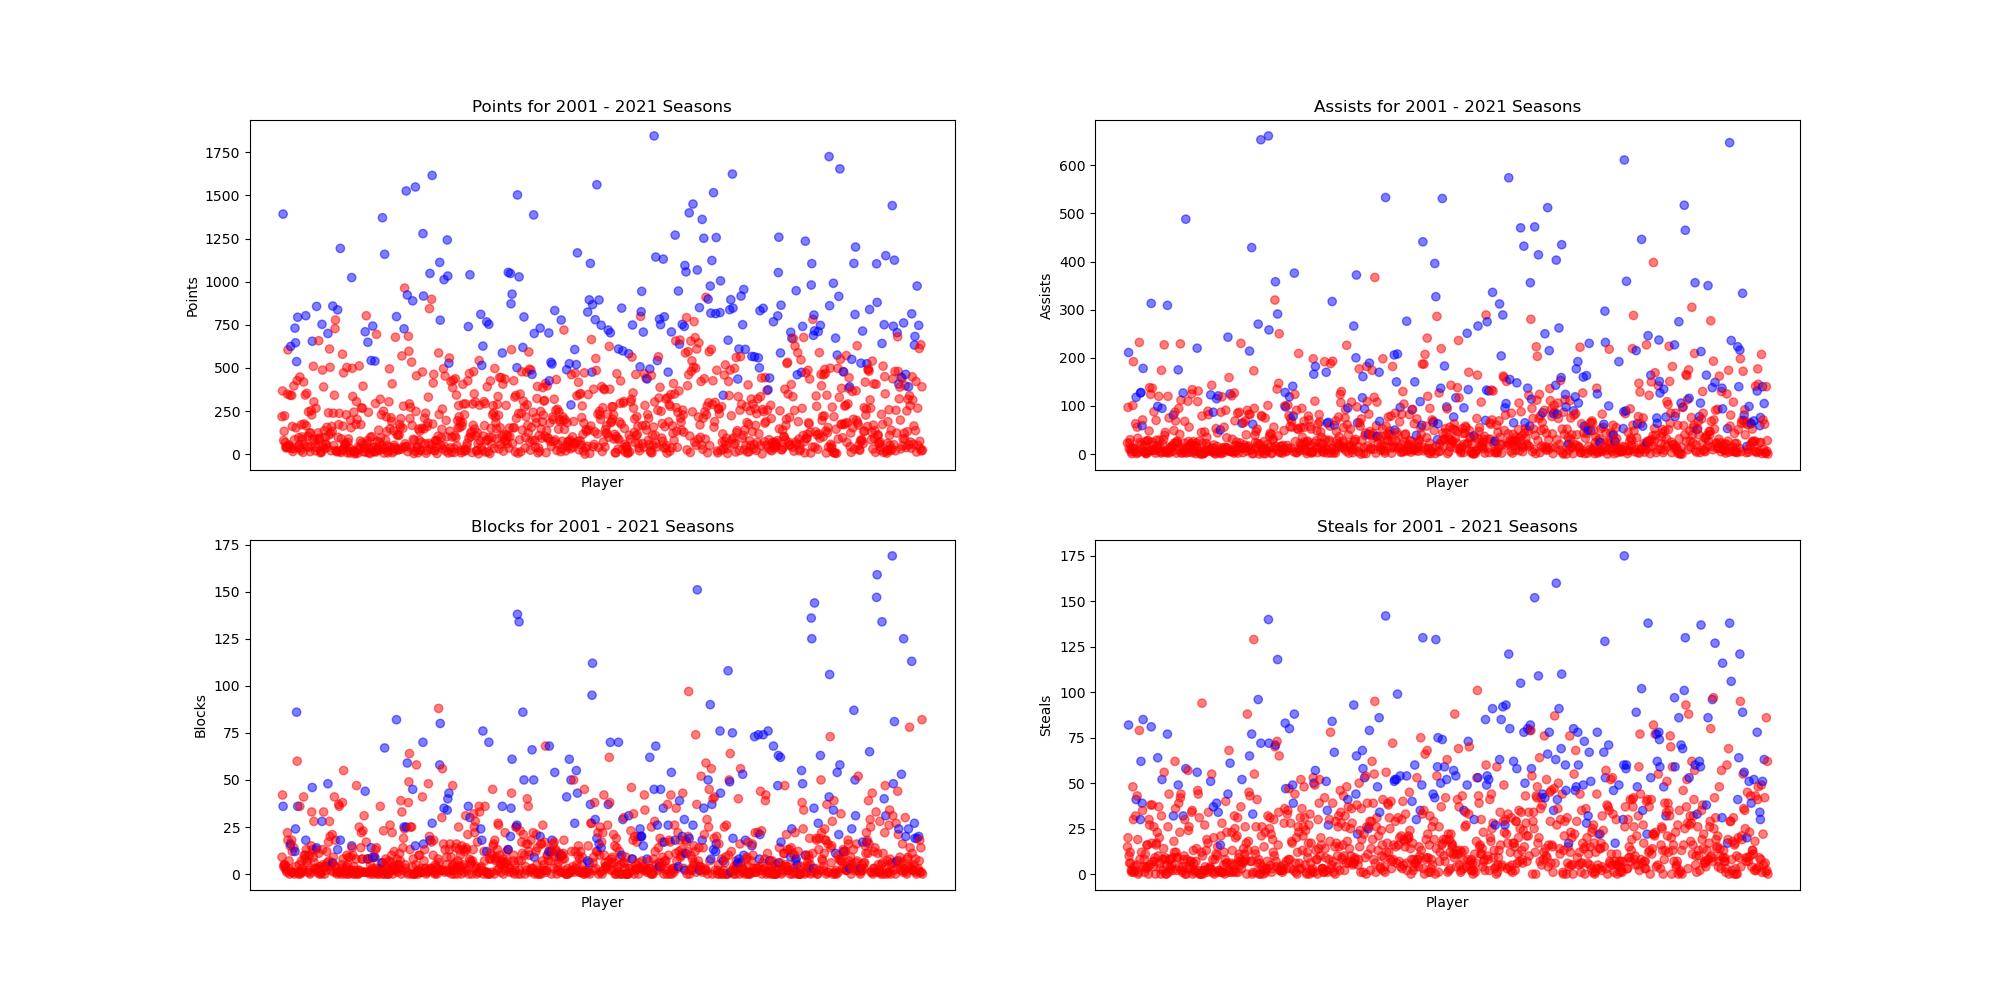 Points for 2001 - 2021 Seasons
1750
1500
1250
1000
750
500
250
0
Points
Player
Assists for 2001 - 2021 Seasons
600
500
400
300
200
100
0
Assists
Player
Blocks for 2001 - 2021 Seasons
175
150
125
100
75
50
25
0
Blocks
Player
Steals for 2001 - 2021 Seasons
175
150
125
100
75
50
25
0
Steals
Player